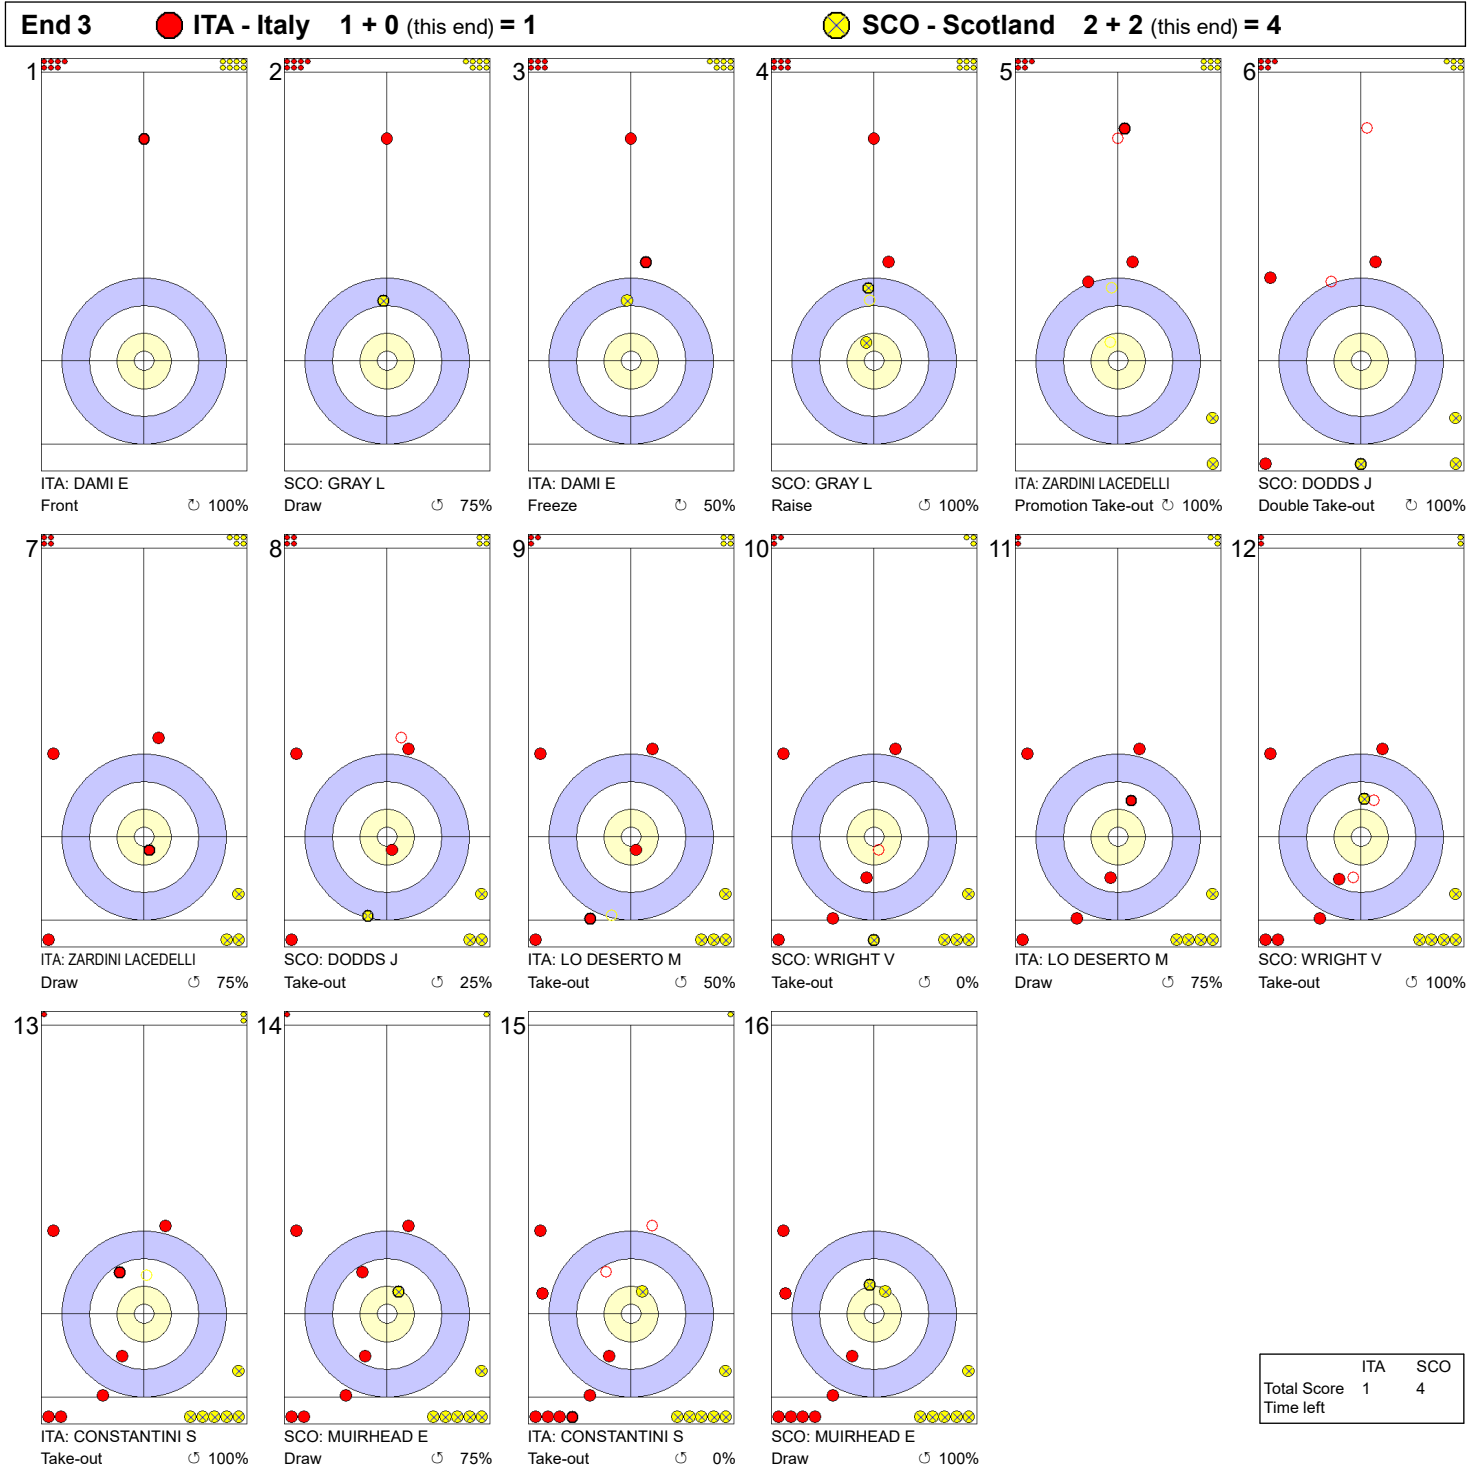 End 3 ITA - Italy 1 + 0 (this end) = 1 SCO - Scotland 2 + 2 (this end) = 4
1 2 3 4 5 6
ITA: DAMI E SCO: GRAY L ITA: DAMI E SCO: GRAY L ITA: ZARDINI LACEDELLI SCO: DODDS J
Front ↻ 100% Draw ↺ 75% Freeze ↻ 50% Raise ↺ 100% Promotion Take-out ↻ 100% Double Take-out ↻ 100%
7 8 9 10 11 12
ITA: ZARDINI LACEDELLI SCO: DODDS J ITA: LO DESERTO M SCO: WRIGHT V ITA: LO DESERTO M SCO: WRIGHT V
Draw ↺ 75% Take-out ↺ 25% Take-out ↺ 50% Take-out ↺ 0% Draw ↺ 75% Take-out ↺ 100%
13 14 15 16
ITA: CONSTANTINI S SCO: MUIRHEAD E ITA: CONSTANTINI S SCO: MUIRHEAD E
Take-out ↺ 100% Draw ↺ 75% Take-out ↺ 0% Draw ↺ 100%
ITA SCO
Total Score 1 4
Time left